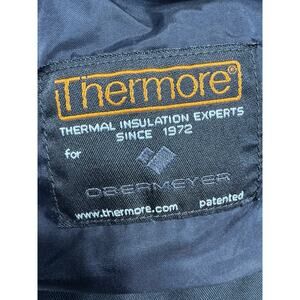 Thermore®
THERMAL INSULATION EXPERTS
SINCE 1972
for
OBERMEYER
www.thermore.com patented